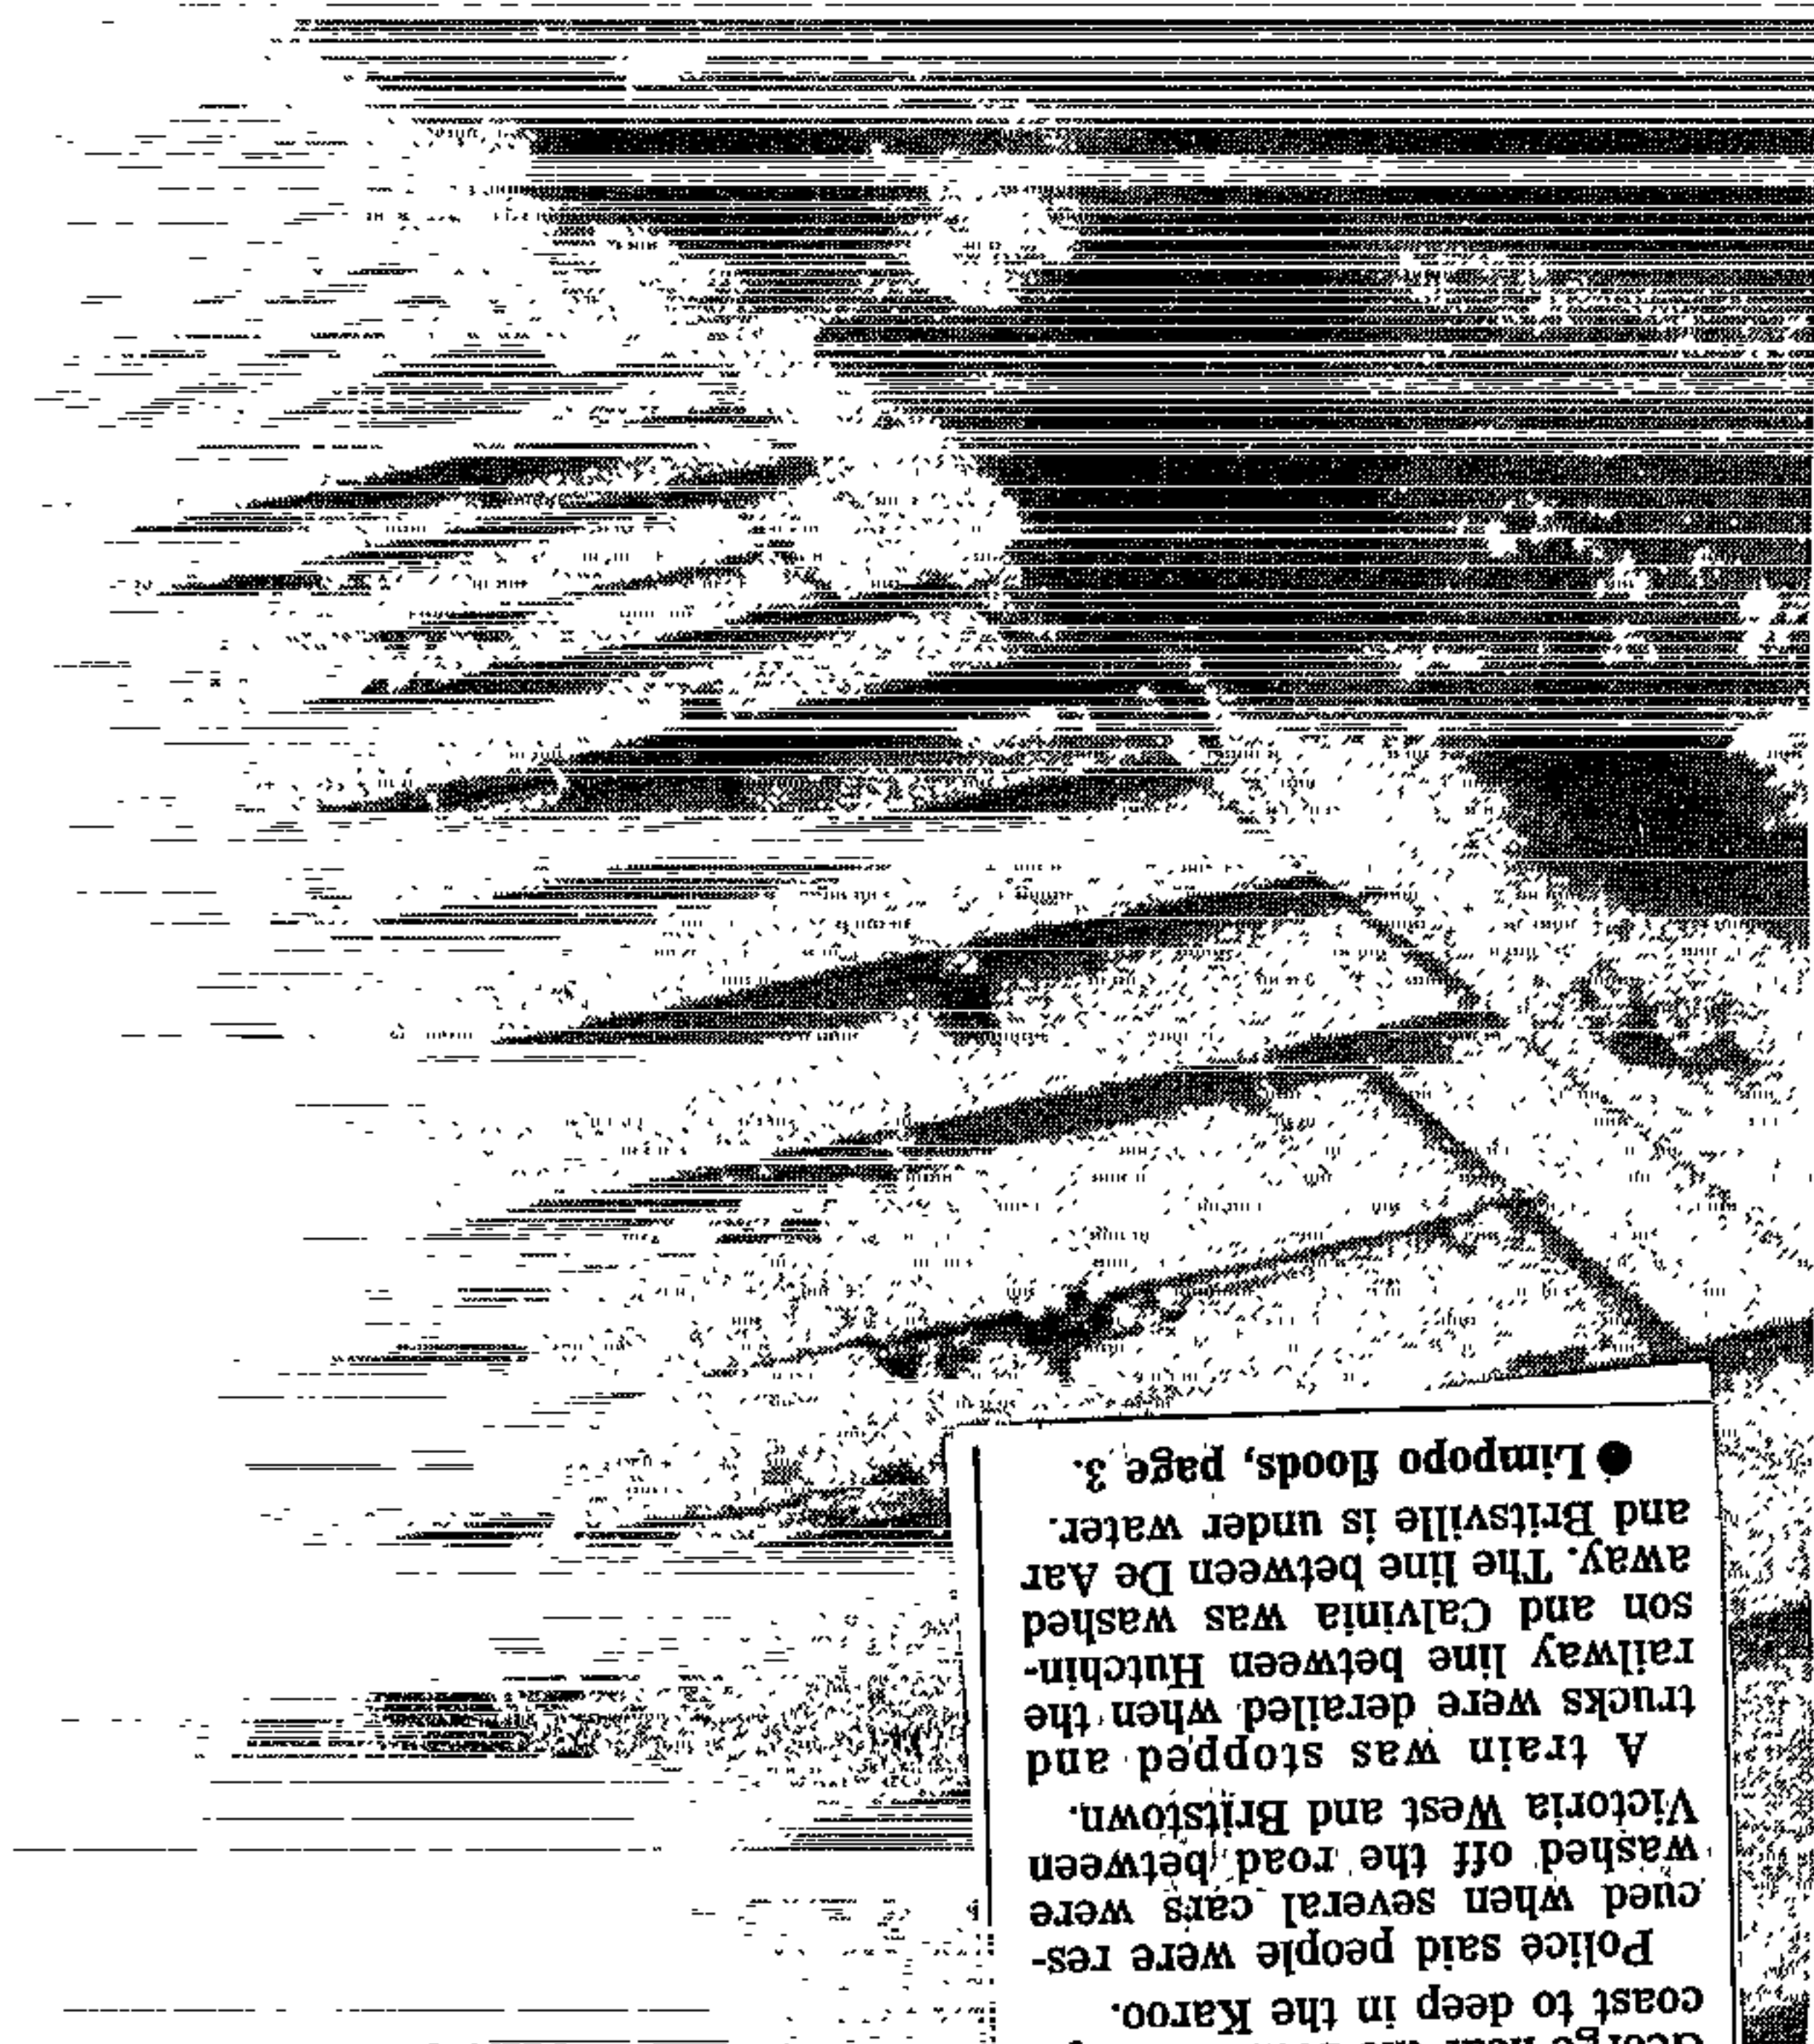 coast to deep in the Karoo.
Police said people were res-
cued when several cars were
washed off the road between
Victoria West and Britstown.
A train was stopped and
trucks were derailed when the
railway line between Hutchin-
son and Calvinia was washed
away. The line between De Aar
and Britsville is under water.
● Limpopo floods, page 3.